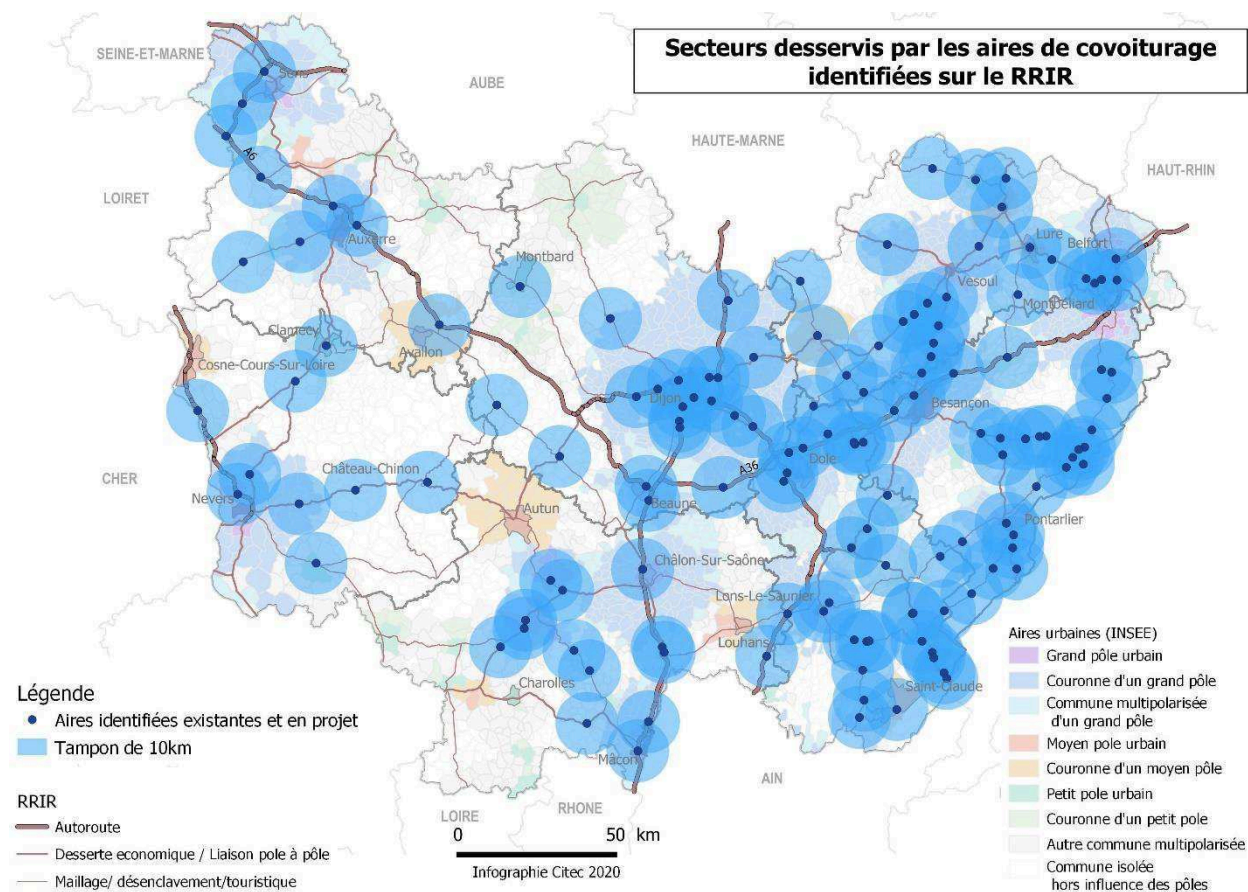 Secteurs desservis par les aires de covoiturage
identifiées sur le RRIR
SEINE-ET-MARNE
AUBE
HAUTE-MARNE
HAUT-RHIN
LOIRET
CHER
LOIRE
RHONE
AIN
Sens
A6
Auxerre
Montbard
Clamecy
Cosne-Cours-Sur-Loire
Avallon
Vesoul
Lure
Belfort
Montbéliard
Dijon
Besançon
Dole
A36
Nevers
Château-Chinon
Autun
Beaune
Pontarlier
Châlon-Sur-Saône
Lons-Le-Saunier
Louhans
Charolles
Saint-Claude
Mâcon
Légende
Aires identifiées existantes et en projet
Tampon de 10km
RRIR
Autoroute
Desserte economique / Liaison pole à pôle
Maillage/ désenclavement/touristique
0 50 km
Infographie Citec 2020
Aires urbaines (INSEE)
Grand pôle urbain
Couronne d'un grand pôle
Commune multipolarisée
d'un grand pôle
Moyen pole urbain
Couronne d'un moyen pôle
Petit pole urbain
Couronne d'un petit pole
Autre commune multipolarisée
Commune isolée
hors influence des pôles